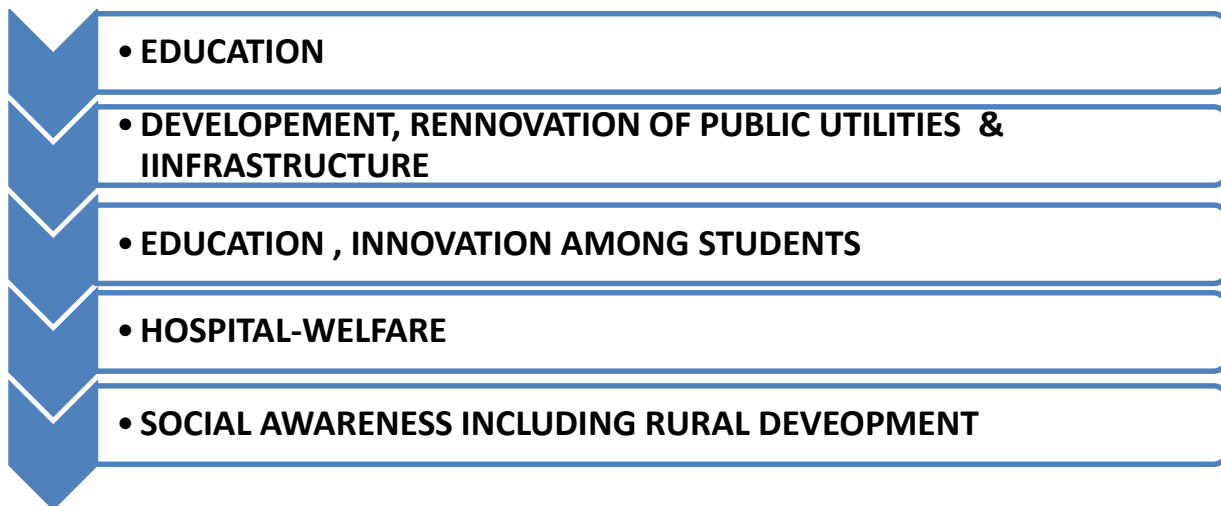 • EDUCATION
• DEVELOPEMENT, RENNOVATION OF PUBLIC UTILITIES &
IINFRASTRUCTURE
• EDUCATION , INNOVATION AMONG STUDENTS
• HOSPITAL-WELFARE
• SOCIAL AWARENESS INCLUDING RURAL DEVEOPMENT